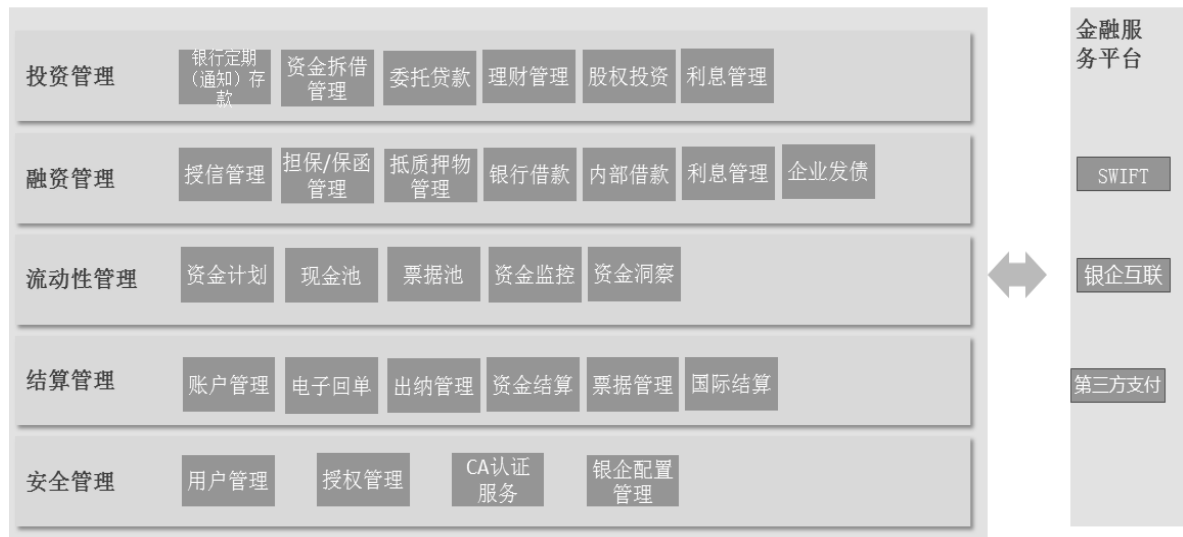 投资管理
银行定期
（通知）存
款
资金拆借
管理
委托贷款
理财管理
股权投资
利息管理
融资管理
授信管理
担保/保函
管理
抵质押物
管理
银行借款
内部借款
利息管理
企业发债
流动性管理
资金计划
现金池
票据池
资金监控
资金洞察
结算管理
账户管理
电子回单
出纳管理
资金结算
票据管理
国际结算
安全管理
用户管理
授权管理
CA认证
服务
银企配置
管理
金融服
务平台
SWIFT
银企互联
第三方支付